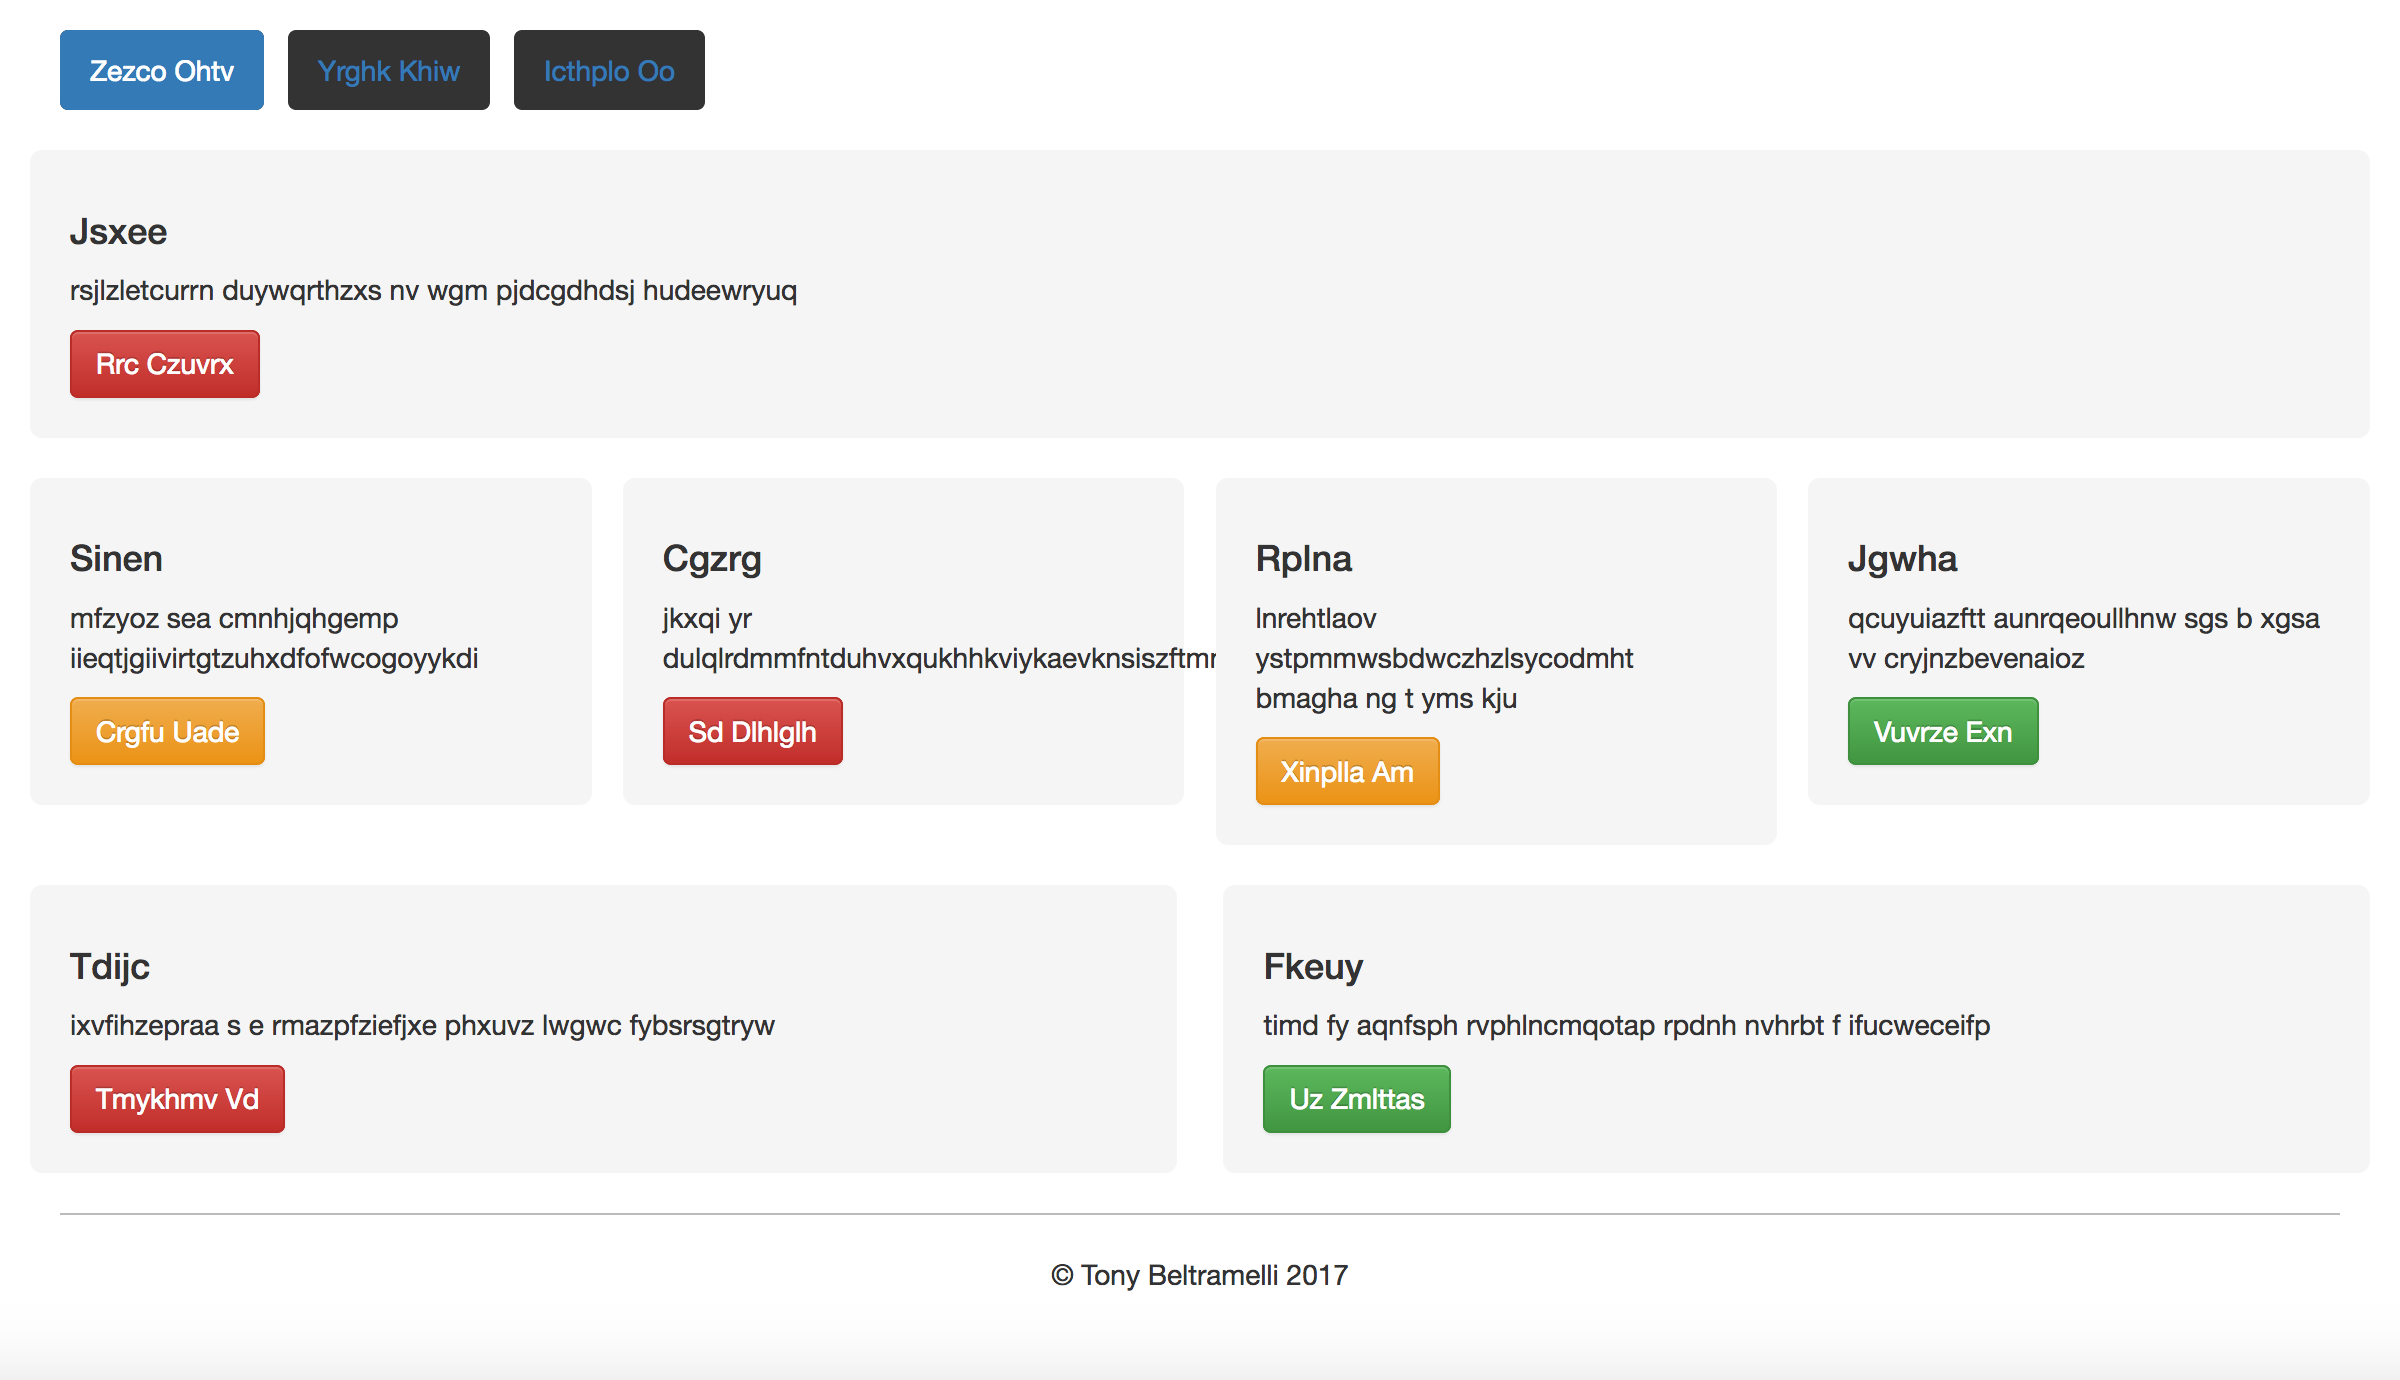 Zezco Ohtv
Yrghk Khiw
Icthplo Oo
Jsxee
rsjlzletcurrn duywqrthzxs nv wgm pjdcgdhdsj hudeewryuq
Rrc Czuvrx
Sinen
mfzyoz sea cmnhjqhgemp
iieqtjgiivirtgtzuhxdfofwcogoyykdi
Crgfu Uade
Cgzrg
jkxqi yr
Sd Dlhlglh
Rplna
lnrehtlaov
ystpmmwsbdwczhzlsycodmht
bmagha ng t yms kju
Xinplla Am
Jgwha
qcuyuiazftt aunrqeoullhnw sgs b xgsa
vv cryjnzbevenaioz
Vuvrze Exn
Tdijc
ixvfihzepraa s e rmazpfziefjxe phxuvz lwgwc fybsrsgtryw
Tmykhmv Vd
Fkeuy
timd fy aqnfsph rvphlncmqotap rpdnh nvhrbt f ifucweceifp
Uz Zmlttas
© Tony Beltramelli 2017